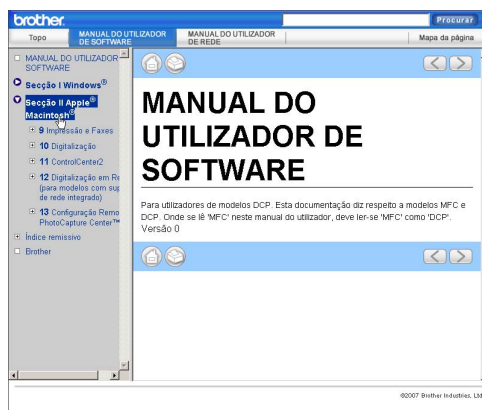 brother.
Procurar
Topo
MANUAL DO UTILIZADOR
DE SOFTWARE
MANUAL DO UTILIZADOR
DE REDE
Mapa da página
MANUAL DO UTILIZADOR
SOFTWARE
Secção I Windows®
Secção II Apple®
Macintosh®
9 Impressão e Faxes
10 Digitalização
11 ControlCenter2
12 Digitalização em Re
(para modelos com sup
de rede integrado)
13 Configuração Remo
PhotoCapture Center™
Índice remissivo
Brother
MANUAL DO
UTILIZADOR DE
SOFTWARE
Para utilizadores de modelos DCP. Esta documentação diz respeito a modelos MFC e
DCP. Onde se lê 'MFC' neste manual do utilizador, deve ler-se 'MFC' como 'DCP'.
Versão 0
©2007 Brother Industries, Ltd